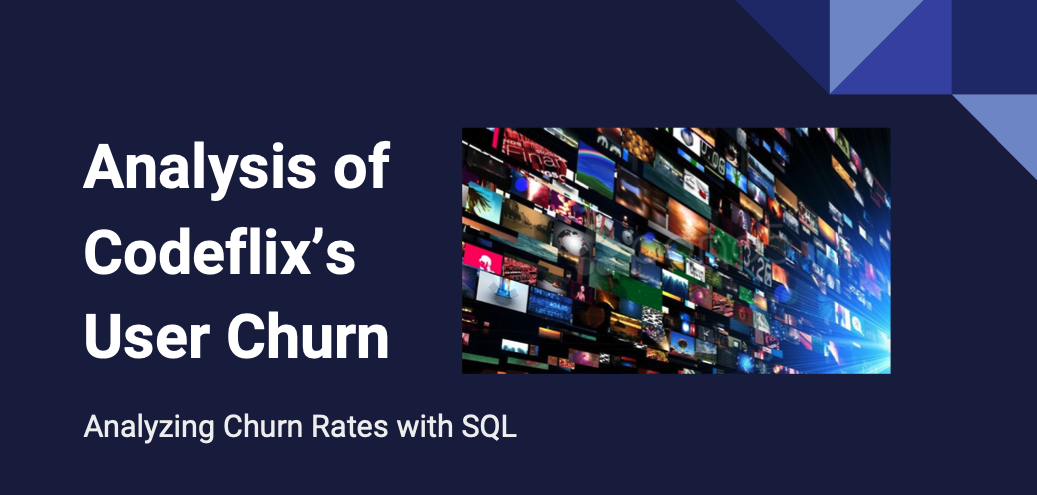 Analysis of
Codeflix’s
User Churn
Analyzing Churn Rates with SQL